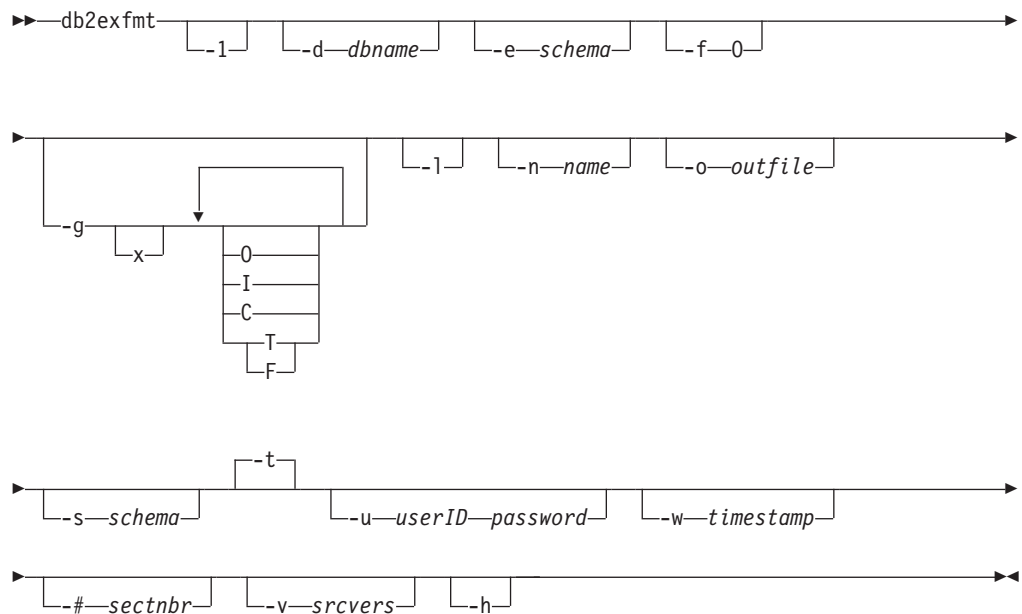 db2exfmt
-1 -d dbname -e schema -f O
-l -n name -o outfile
-g
x O
I
C
T
F
-t
-s schema -u userID password -w timestamp
-# sectnbr -v srcvers -h